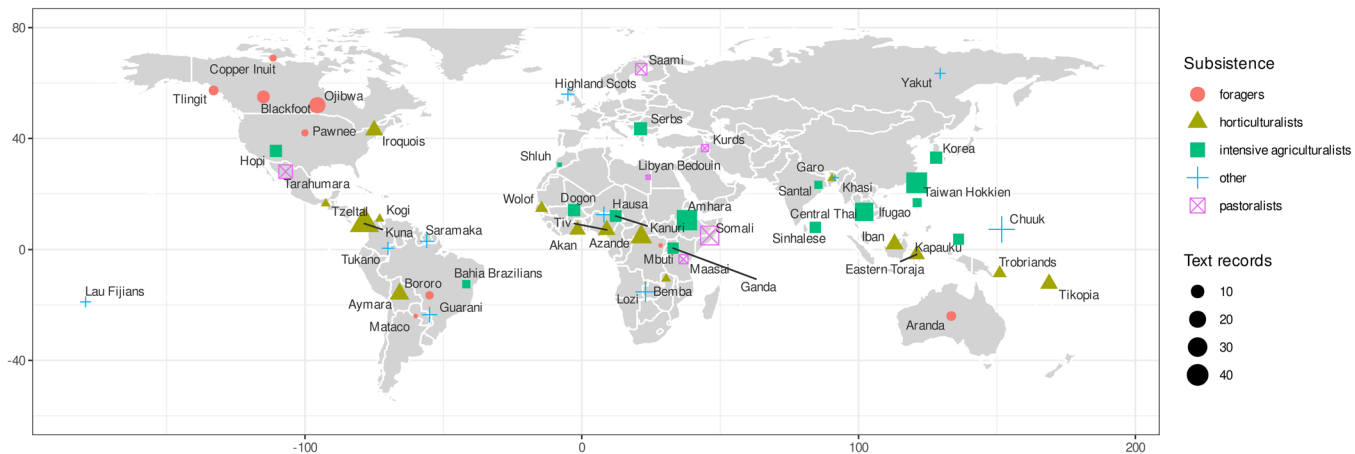 80
40
0
-40
-100
0
100
200
Copper Inuit
Tlingit
Blackfoot
Ojibwa
Pawnee
Iroquois
Hopi
Tarahumara
Tzeltal
Kogi
Kuna
Saramaka
Tukano
Bahia Brazilians
Lau Fijians
Bororo
Aymara
Guarani
Mataco
Saami
Highland Scots
Yakut
Serbs
Kurds
Shluh
Libyan Bedouin
Garo
Korea
Wolof
Dogon
Hausa
Amhara
Santal
Khasi
Taiwan Hokkien
Tiv
Kanuri
Somali
Central Thai
Ifugao
Chuuk
Akan
Azande
Sinhalese
Iban
Kapauku
Mbuti
Maasai
Eastern Toraja
Trobriands
Ganda
Lozi
Bemba
Tikopia
Aranda
Subsistence
foragers
horticulturalists
intensive agriculturalists
other
pastoralists
Text records
10
20
30
40